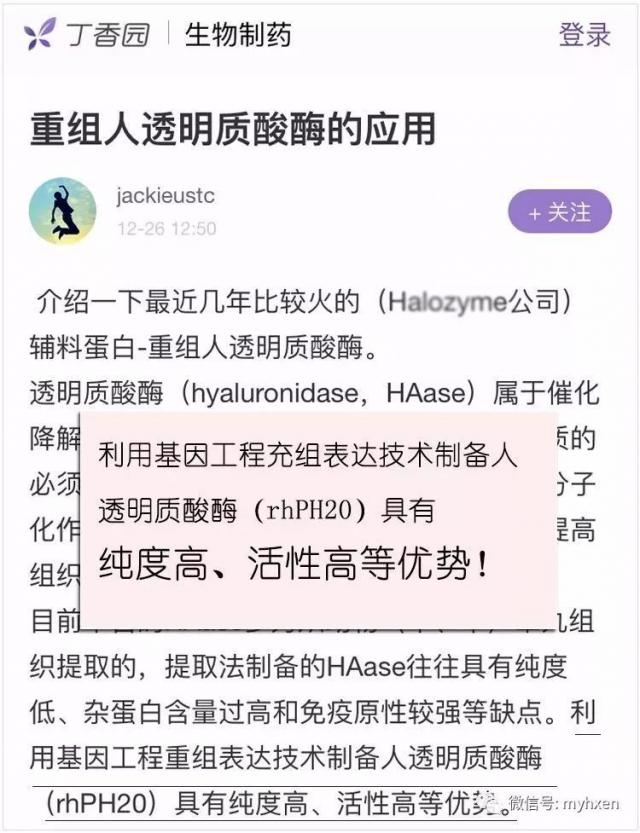 丁香园 生物制药 登录
重组人透明质酸酶的应用
jackieustc
12-26 12:50
+ 关注
介绍一下最近几年比较火的（Halozyme公司）
辅料蛋白-重组人透明质酸酶。
透明质酸酶（hyaluronidase，HAase）属于催化
降解 质的
必须 分子
化作 提高
组织
利用基因工程充组表达技术制备人
透明质酸酶（rhPH20）具有
纯度高、活性高等优势！
目前 组
织提取的，提取法制备的HAase往往具有纯度
低、杂蛋白含量过高和免疫原性较强等缺点。利
用基因工程重组表达技术制备人透明质酸酶
（rhPH20）具有纯度高、活性高等优势。
微信号: myhxen